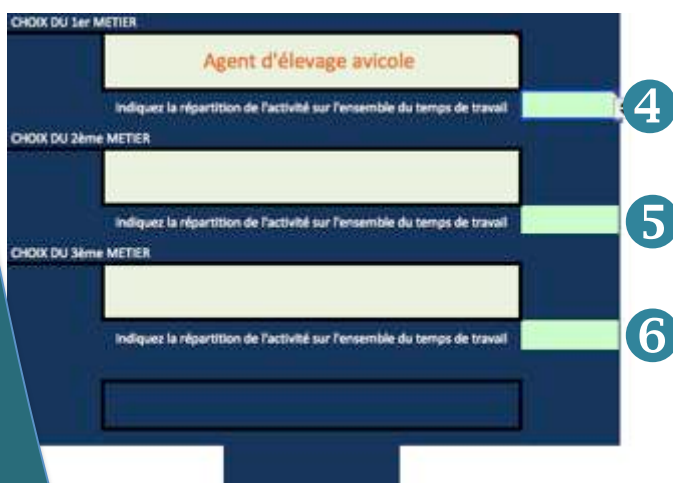 CHOIX DU 1er METIER
Agent d'élevage avicole
Indiquez la répartition de l'activité sur l'ensemble du temps de travail
4
CHOIX DU 2ème METIER
Indiquez la répartition de l'activité sur l'ensemble du temps de travail
5
CHOIX DU 3ème METIER
Indiquez la répartition de l'activité sur l'ensemble du temps de travail
6